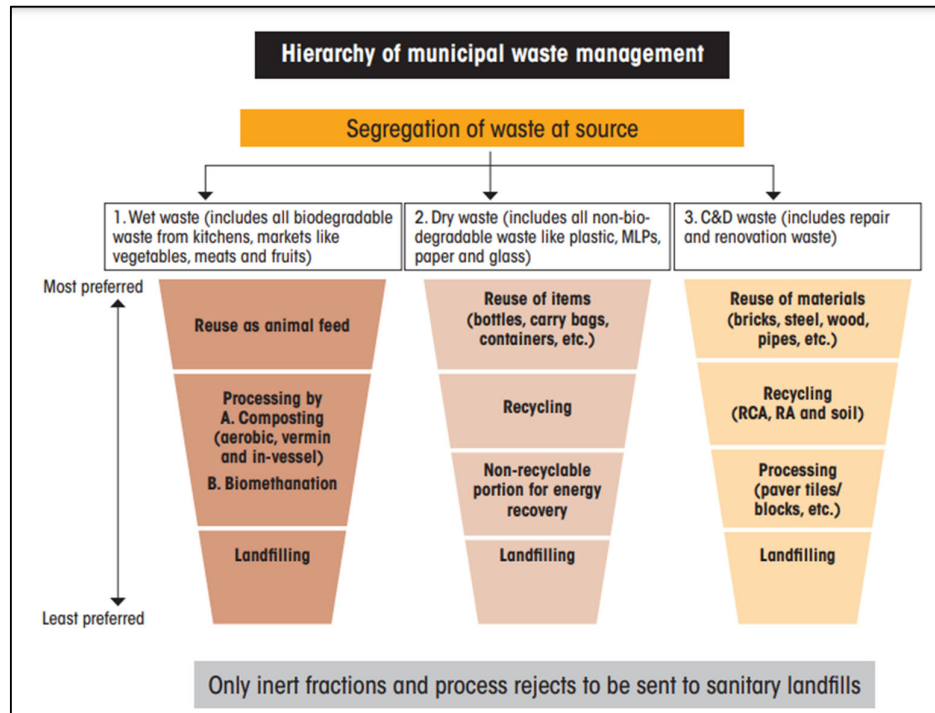 Hierarchy of municipal waste management
Segregation of waste at source
1. Wet waste (includes all biodegradable
waste from kitchens, markets like
vegetables, meats and fruits)
2. Dry waste (includes all non-bio-
degradable waste like plastic, MLPs,
paper and glass)
3. C&D waste (includes repair
and renovation waste)
Most preferred
Least preferred
Reuse as animal feed
Processing by
A. Composting
(aerobic, vermin
and in-vessel)
B. Biomethanation
Landfilling
Reuse of items
(bottles, carry bags,
containers, etc.)
Recycling
Non-recyclable
portion for energy
recovery
Landfilling
Reuse of materials
(bricks, steel, wood,
pipes, etc.)
Recycling
(RCA, RA and soil)
Processing
(paver tiles/
blocks, etc.)
Landfilling
Only inert fractions and process rejects to be sent to sanitary landfills